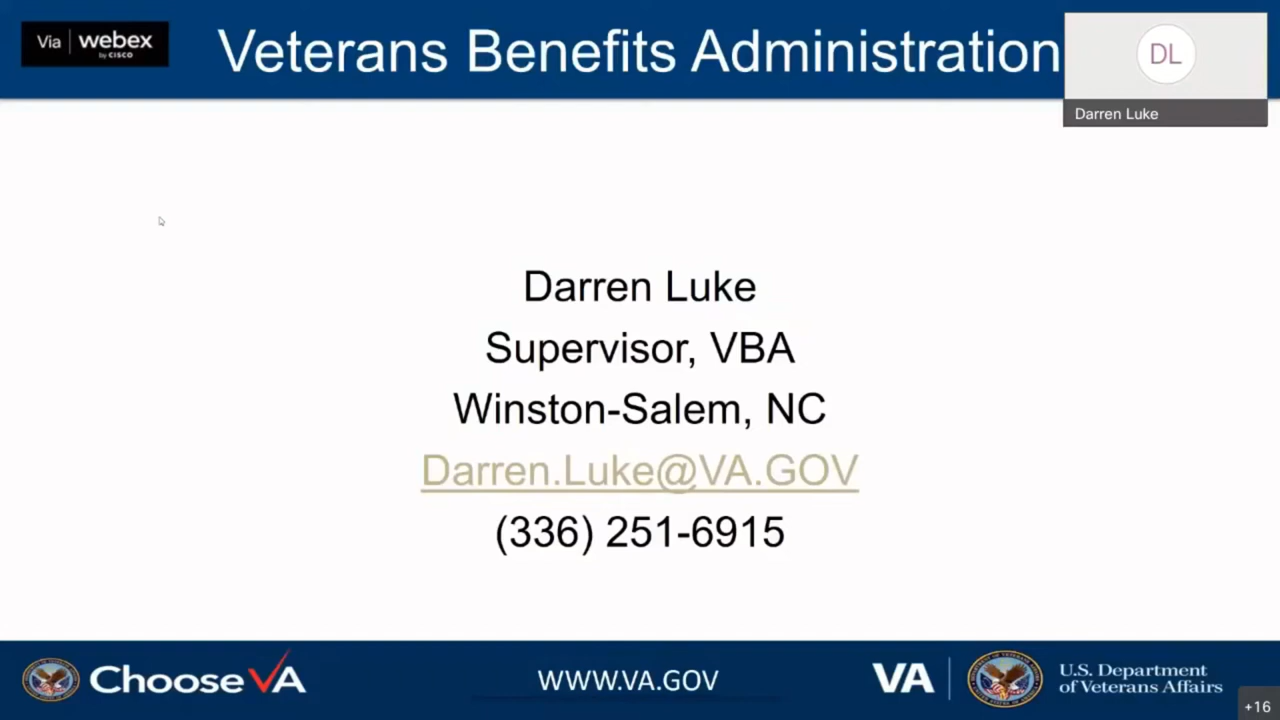 Via webex
by CISCO
Veterans Benefits Administration
DL
Darren Luke
Darren Luke
Supervisor, VBA
Winston-Salem, NC
Darren.Luke@VA.GOV
(336) 251-6915
Choose VA
WWW.VA.GOV
VA
U.S. Department
of Veterans Affairs
+16